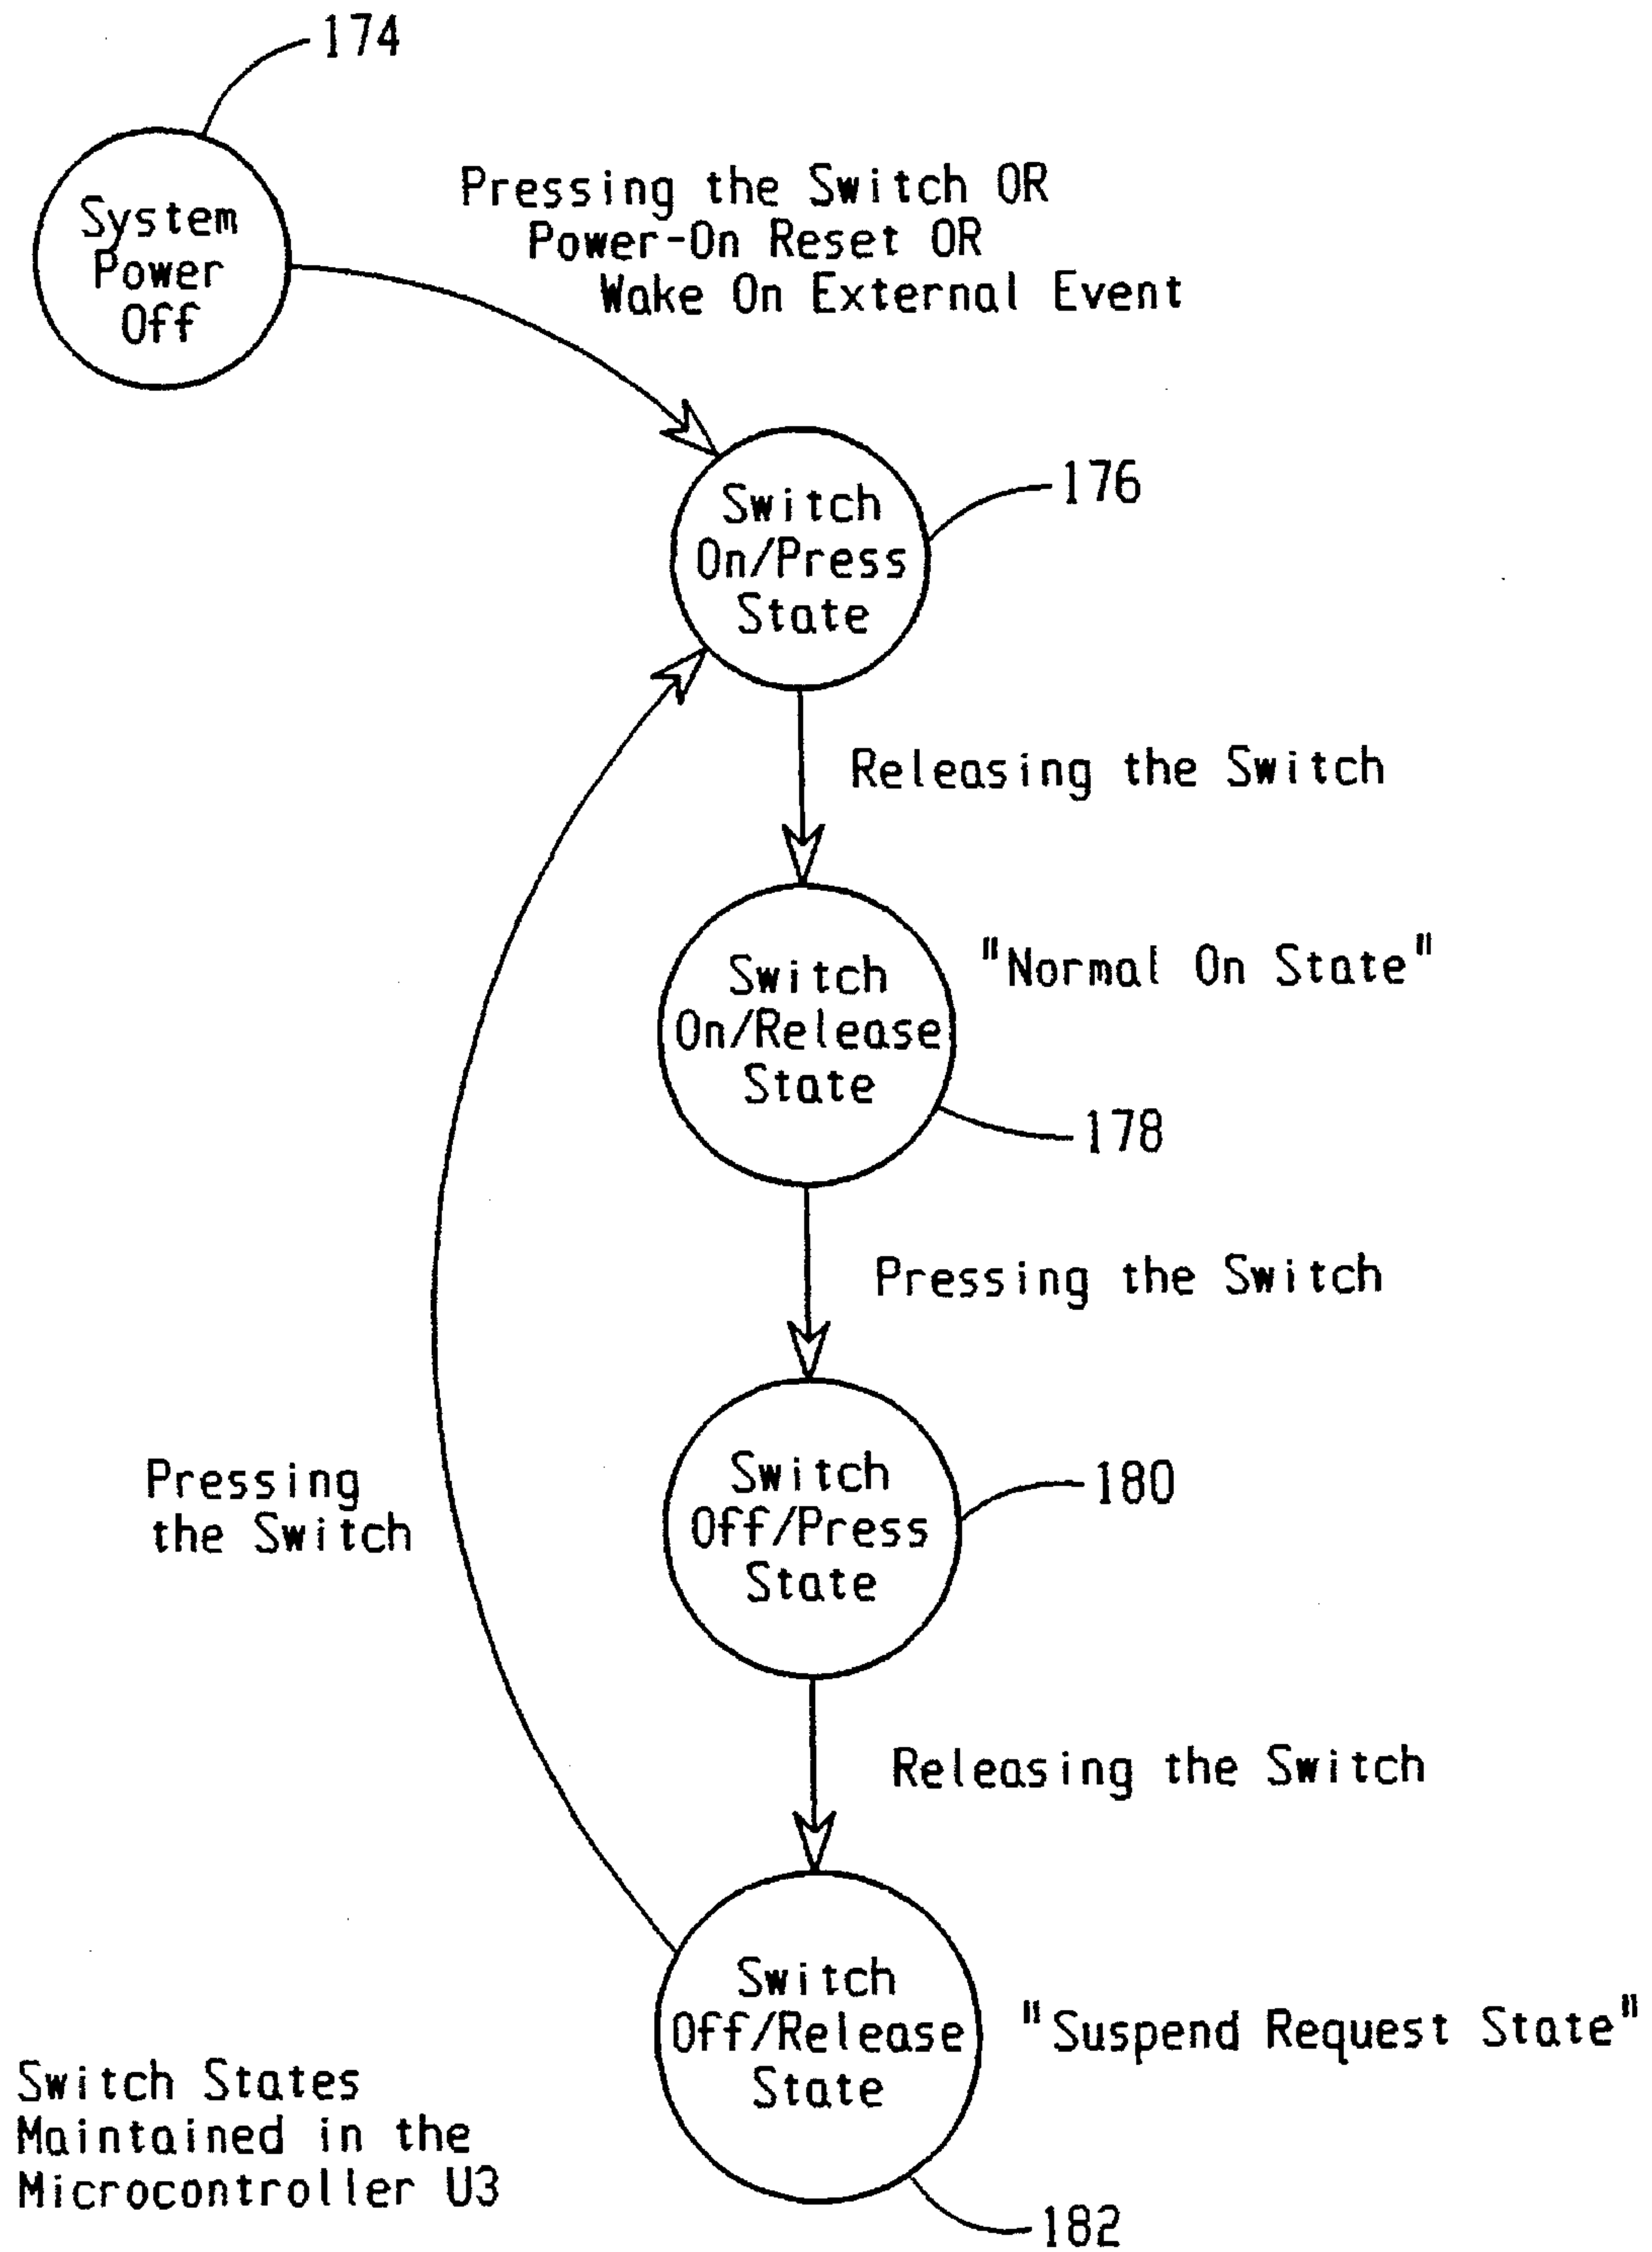 174
System
Power
Off
Pressing the Switch OR
Power-On Reset OR
Wake On External Event
Switch
On/Press
State
176
Releasing the Switch
Switch
On/Release
State
"Normal On State"
178
Pressing the Switch
Switch
Off/Press
State
180
Pressing
the Switch
Releasing the Switch
Switch
Off/Release
State
"Suspend Request State"
182
Switch States
Maintained in the
Microcontroller U3